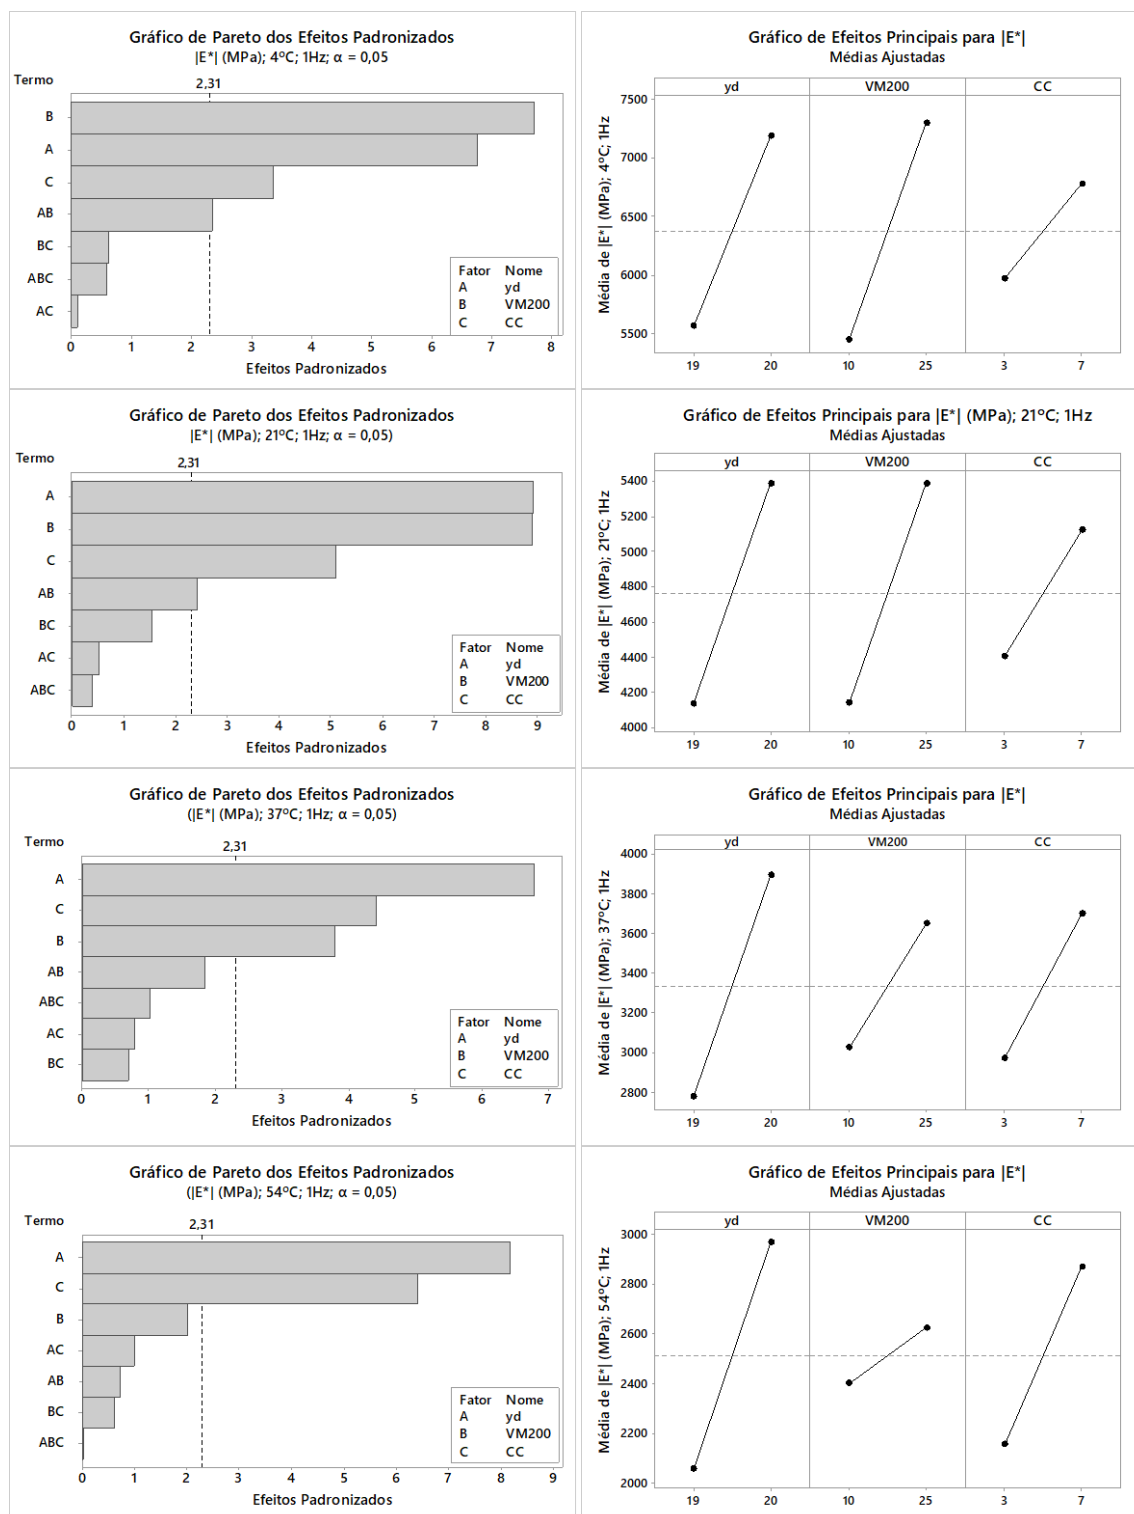 Gráfico de Pareto dos Efeitos Padronizados
|E*| (MPa); 4ºC; 1Hz; α = 0,05
Termo
2,31
B
A
C
AB
BC
ABC
AC
Fator Nome
A yd
B VM200
C CC
0 1 2 3 4 5 6 7 8
Efeitos Padronizados
Gráfico de Efeitos Principais para |E*|
Médias Ajustadas
yd VM200 CC
Média de |E*| (MPa); 4ºC; 1Hz
7500
7000
6500
6000
5500
19 20 10 25 3 7
Gráfico de Pareto dos Efeitos Padronizados
|E*| (MPa); 21ºC; 1Hz; α = 0,05)
Termo
2,31
A
B
C
AB
BC
AC
ABC
Fator Nome
A yd
B VM200
C CC
0 1 2 3 4 5 6 7 8 9
Efeitos Padronizados
Gráfico de Efeitos Principais para |E*| (MPa); 21ºC; 1Hz
Médias Ajustadas
yd VM200 CC
Média de |E*| (MPa); 21ºC; 1Hz
5400
5200
5000
4800
4600
4400
4200
4000
19 20 10 25 3 7
Gráfico de Pareto dos Efeitos Padronizados
(|E*| (MPa); 37ºC; 1Hz; α = 0,05)
Termo
2,31
A
C
B
AB
ABC
AC
BC
Fator Nome
A yd
B VM200
C CC
0 1 2 3 4 5 6 7
Efeitos Padronizados
Gráfico de Efeitos Principais para |E*|
Médias Ajustadas
yd VM200 CC
Média de |E*| (MPa); 37ºC; 1Hz
4000
3800
3600
3400
3200
3000
2800
19 20 10 25 3 7
Gráfico de Pareto dos Efeitos Padronizados
(|E*| (MPa); 54ºC; 1Hz; α = 0,05)
Termo
2,31
A
C
B
AC
AB
BC
ABC
Fator Nome
A yd
B VM200
C CC
0 1 2 3 4 5 6 7 8 9
Efeitos Padronizados
Gráfico de Efeitos Principais para |E*|
Médias Ajustadas
yd VM200 CC
Média de |E*| (MPa); 54ºC; 1Hz
3000
2800
2600
2400
2200
2000
19 20 10 25 3 7